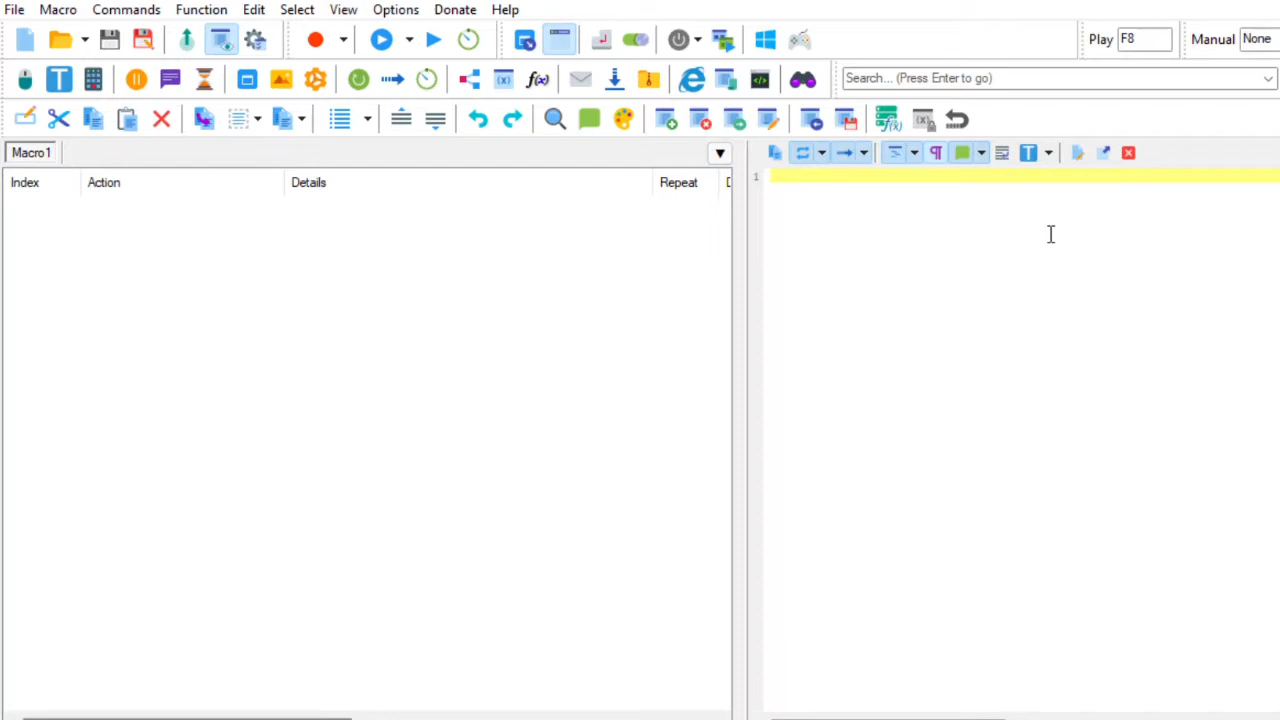 File Macro Commands Function Edit Select View Options Donate Help
Play F8 Manual None
Search... (Press Enter to go)
Macro1
Index Action Details Repeat
1